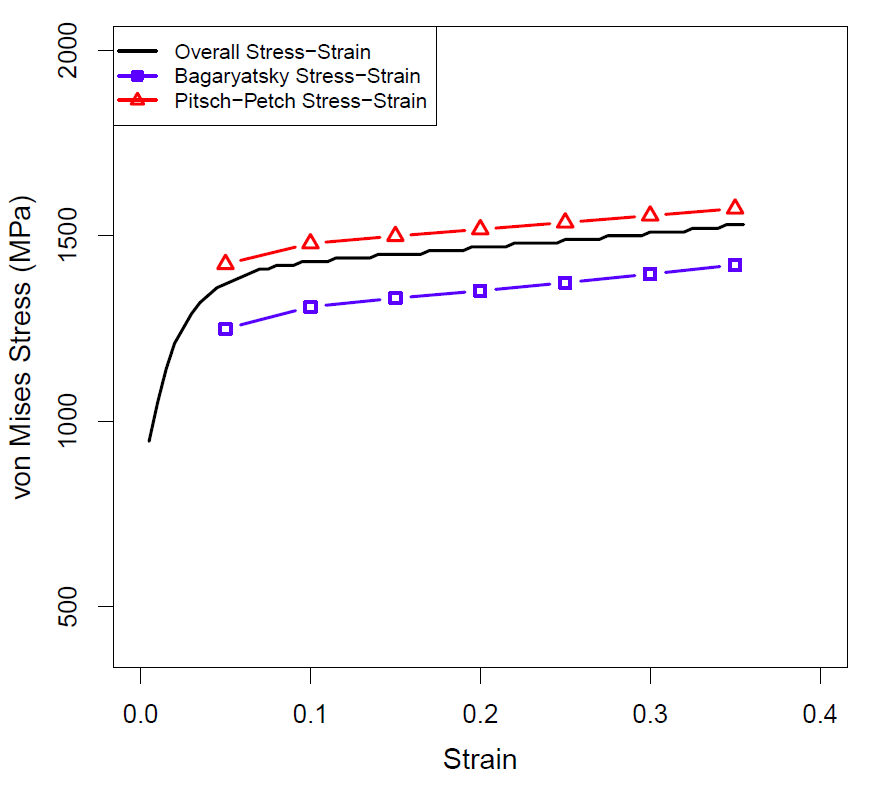 Overall Stress−Strain
Bagaryatsky Stress−Strain
Pitsch−Petch Stress−Strain
von Mises Stress (MPa)
2000
1500
1000
500
0.0 0.1 0.2 0.3 0.4
Strain